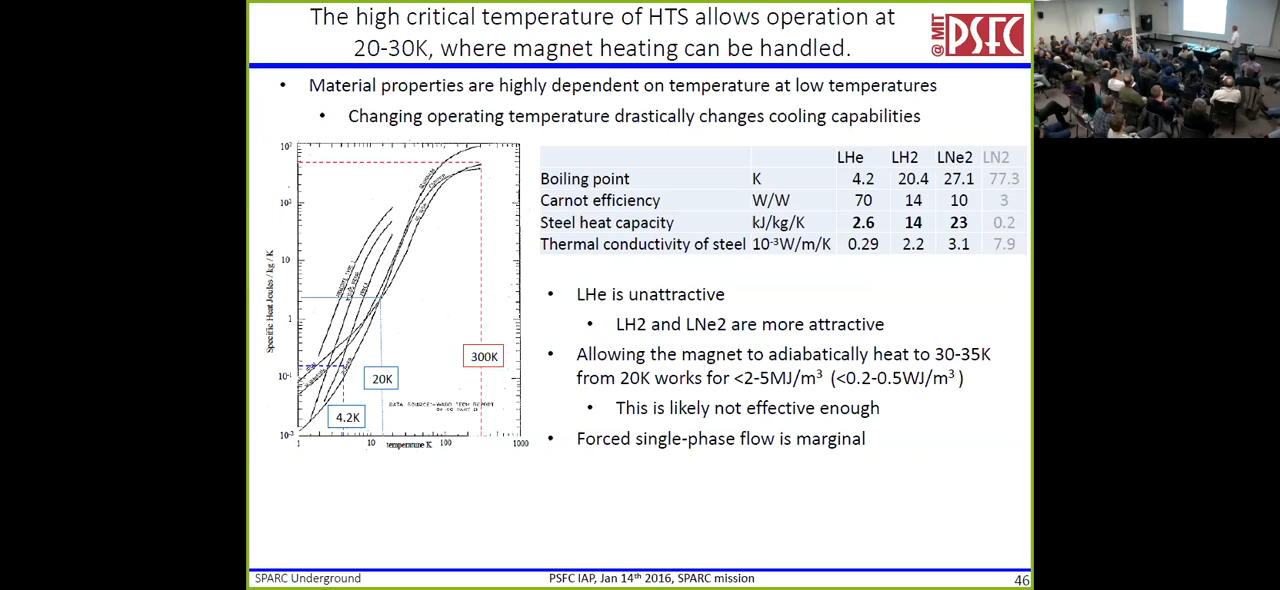 The high critical temperature of HTS allows operation at
20-30K, where magnet heating can be handled.
@MIT
PSFC
• Material properties are highly dependent on temperature at low temperatures
• Changing operating temperature drastically changes cooling capabilities
Specific Heat Joules / kg / K
10
1
300K
20K
4.2K
1 10 100 1000
temperature K
LHe LH2 LNe2 LN2
Boiling point K 4.2 20.4 27.1 77.3
Carnot efficiency W/W 70 14 10 3
Steel heat capacity kJ/kg/K 2.6 14 23 0.2
Thermal conductivity of steel 10⁻³W/m/K 0.29 2.2 3.1 7.9
• LHe is unattractive
• LH2 and LNe2 are more attractive
• Allowing the magnet to adiabatically heat to 30-35K
from 20K works for <2-5MJ/m³ (<0.2-0.5WJ/m³ )
• This is likely not effective enough
• Forced single-phase flow is marginal
SPARC Underground
PSFC IAP, Jan 14th 2016, SPARC mission
46